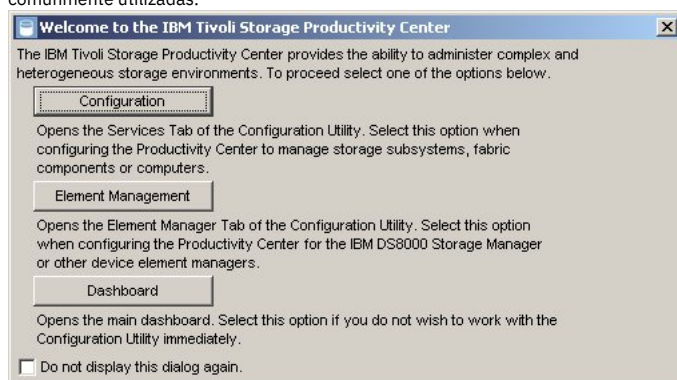 comúnmente utilizadas.
Welcome to the IBM Tivoli Storage Productivity Center
The IBM Tivoli Storage Productivity Center provides the ability to administer complex and
heterogeneous storage environments. To proceed select one of the options below.
Configuration
Opens the Services Tab of the Configuration Utility. Select this option when
configuring the Productivity Center to manage storage subsystems, fabric
components or computers.
Element Management
Opens the Element Manager Tab of the Configuration Utility. Select this option
when configuring the Productivity Center for the IBM DS8000 Storage Manager
or other device element managers.
Dashboard
Opens the main dashboard. Select this option if you do not wish to work with the
Configuration Utility immediately.
Do not display this dialog again.